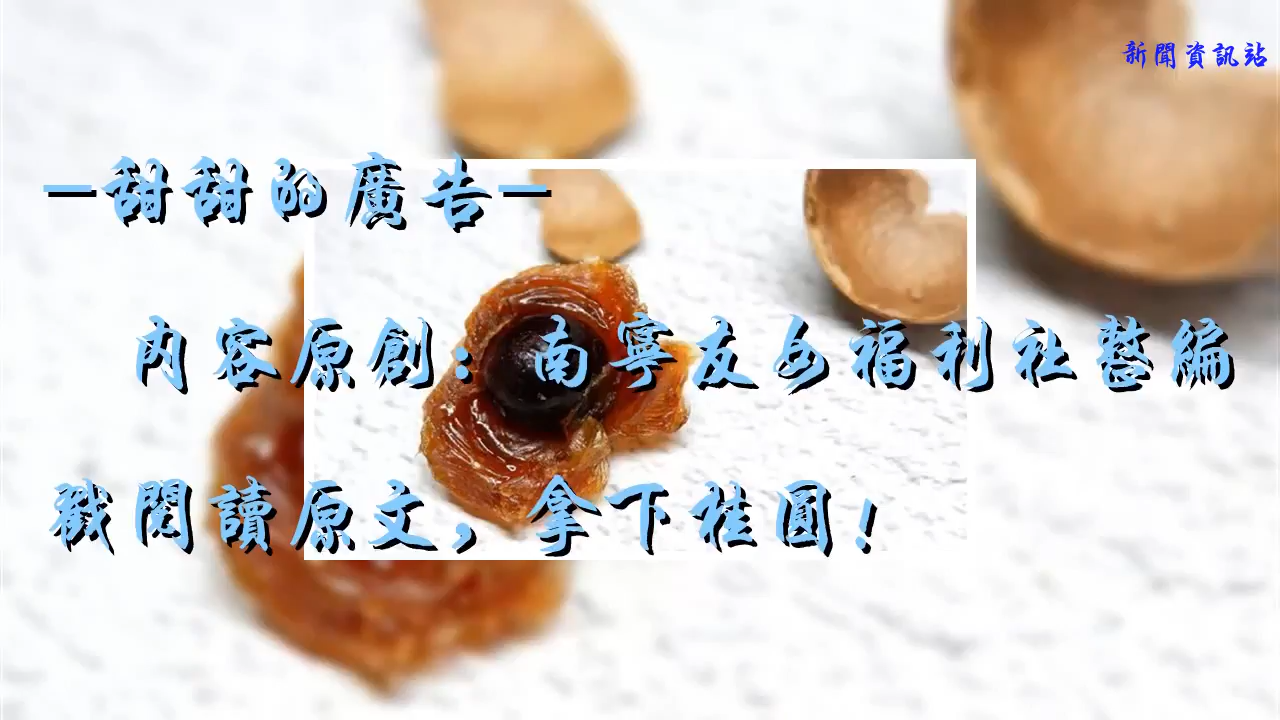 新聞資訊站
—甜甜的廣告—
內容原創：南寧友女福利社整編
戳閱讀原文，拿下桂圓！